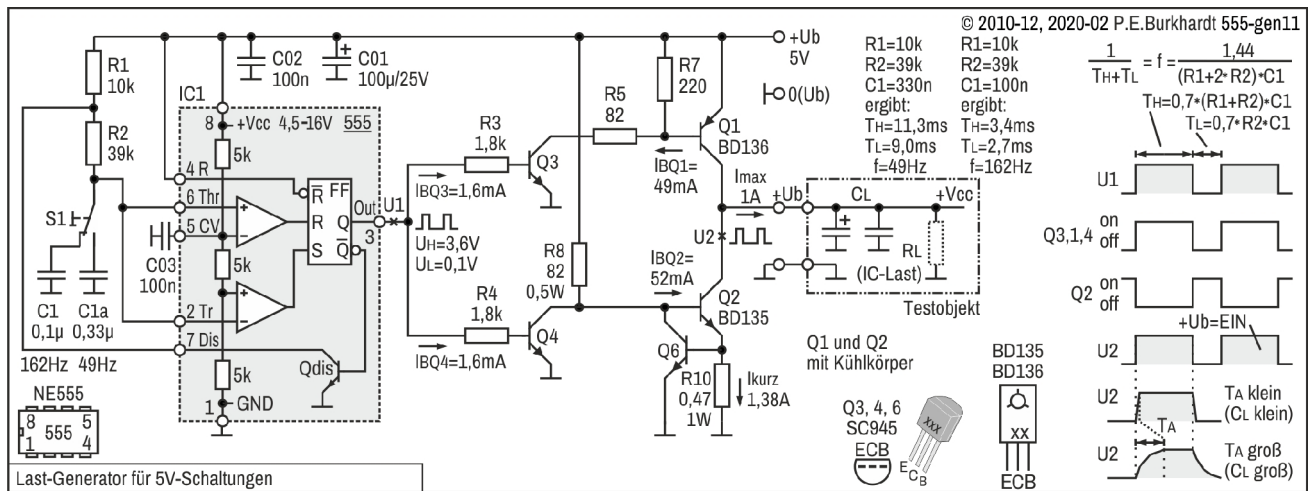 © 2010-12, 2020-02 P.E.Burkhardt 555-gen11
R1
10k
C02
100n
C01
100µ/25V
+
+Ub
5V
0(Ub)
R7
220
R5
82
Q1
BD136
IBQ1=
49mA
R1=10k
R2=39k
C1=330n
ergibt:
TH=11,3ms
TL=9,0ms
f=49Hz
R1=10k
R2=39k
C1=100n
ergibt:
TH=3,4ms
TL=2,7ms
f=162Hz
1
TH+TL
= f =
1,44
(R1+2*R2)*C1
TH=0,7*(R1+R2)*C1
TL=0,7*R2*C1
IC1
8
+Vcc 4,5-16V 555
R2
39k
5k
4 R
6 Thr
5 CV
S1
C03
100n
C1
0,1µ
C1a
0,33µ
162Hz 49Hz
5k
2 Tr
7 Dis
5k
1
GND
+
−
+
−
R FF
R Q
S Q
Out
3
Qdis
U1
UH=3,6V
UL=0,1V
R3
1,8k
IBQ3=1,6mA
Q3
R4
1,8k
IBQ4=1,6mA
Q4
R8
82
0,5W
IBQ2=
52mA
Q2
BD135
Q6
R10
0,47
1W
Ikurz
1,38A
Imax
1A
U2
+Ub
CL
+
+Vcc
RL
(IC-Last)
Testobjekt
Q1 und Q2
mit Kühlkörper
Q3, 4, 6
SC945
ECB
XXX
E
C
B
BD135
BD136
XX
ECB
U1
Q3,1,4
on
off
Q2
on
off
+Ub=EIN
U2
U2
TA klein
(CL klein)
TA
U2
TA groß
(CL groß)
NE555
8 5
555
1 4
Last-Generator für 5V-Schaltungen